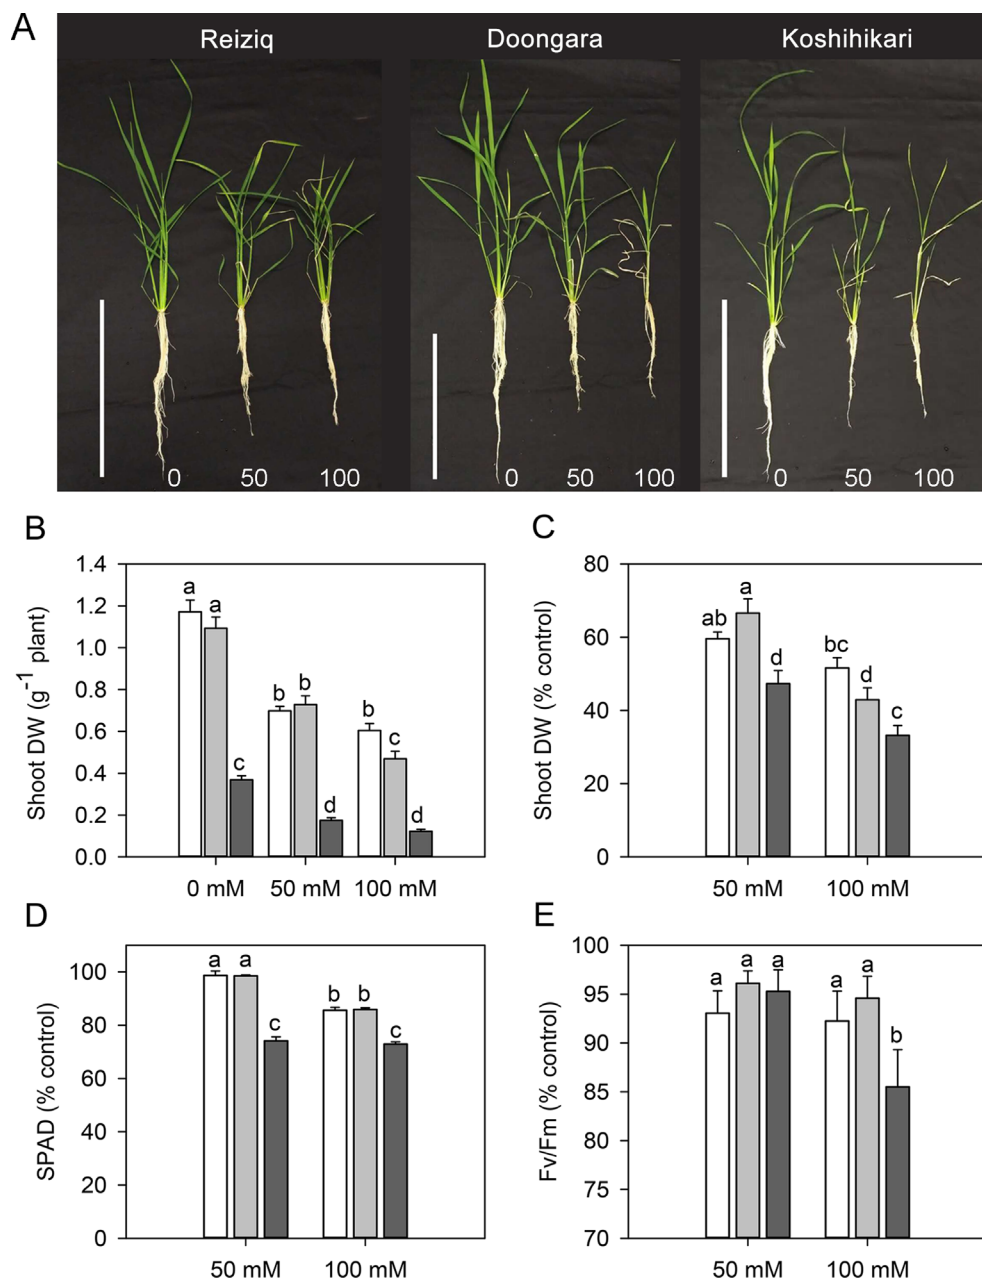 A
Reiziq Doongara Koshihikari
0 50 100 0 50 100 0 50 100
B
1.4
1.2
1.0
0.8
0.6
0.4
0.2
0.0
Shoot DW (g⁻¹ plant)
a a c b b d b c d
0 mM 50 mM 100 mM
C
80
60
40
20
0
Shoot DW (% control)
ab a d bc d c
50 mM 100 mM
D
100
80
60
40
20
0
SPAD (% control)
a a c b b c
50 mM 100 mM
E
100
95
90
85
80
75
70
Fv/Fm (% control)
a a a a a b
50 mM 100 mM